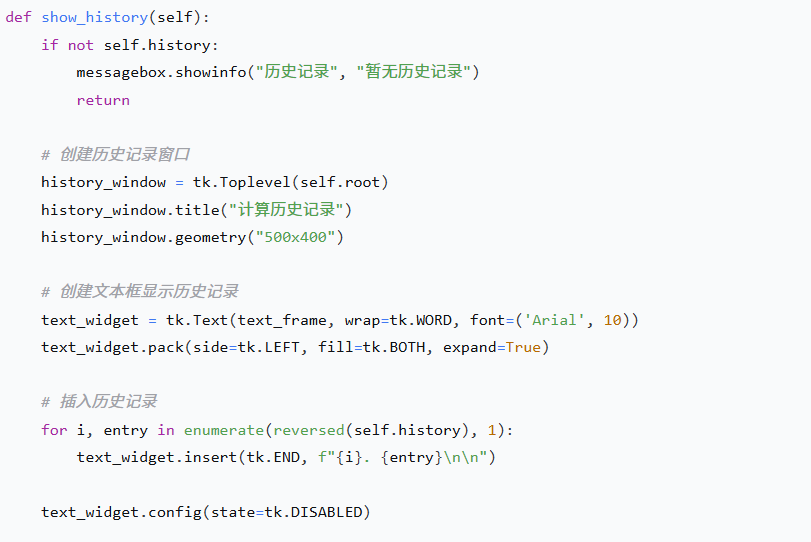 def show_history(self):
    if not self.history:
        messagebox.showinfo("历史记录", "暂无历史记录")
        return
    # 创建历史记录窗口
    history_window = tk.Toplevel(self.root)
    history_window.title("计算历史记录")
    history_window.geometry("500x400")
    # 创建文本框显示历史记录
    text_widget = tk.Text(text_frame, wrap=tk.WORD, font=('Arial', 10))
    text_widget.pack(side=tk.LEFT, fill=tk.BOTH, expand=True)
    # 插入历史记录
    for i, entry in enumerate(reversed(self.history), 1):
        text_widget.insert(tk.END, f"{i}. {entry}\n\n")
    text_widget.config(state=tk.DISABLED)